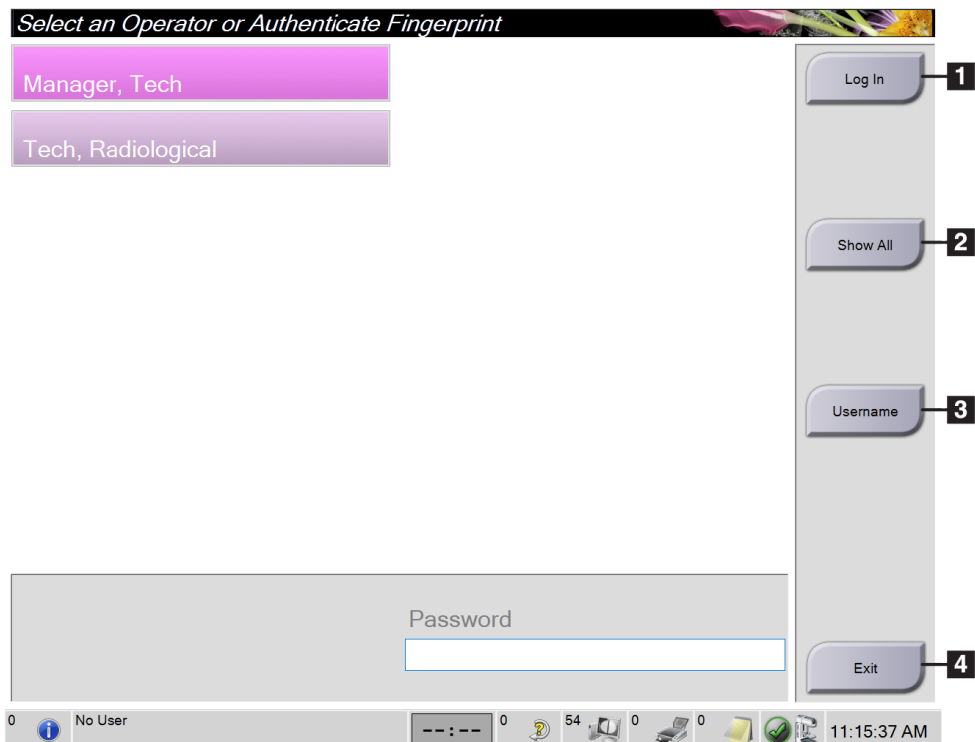 Select an Operator or Authenticate Fingerprint
Manager, Tech
Tech, Radiological
Log In
1
Show All
2
Username
3
Password
Exit
4
0
No User
--:--
0
54
0
0
11:15:37 AM